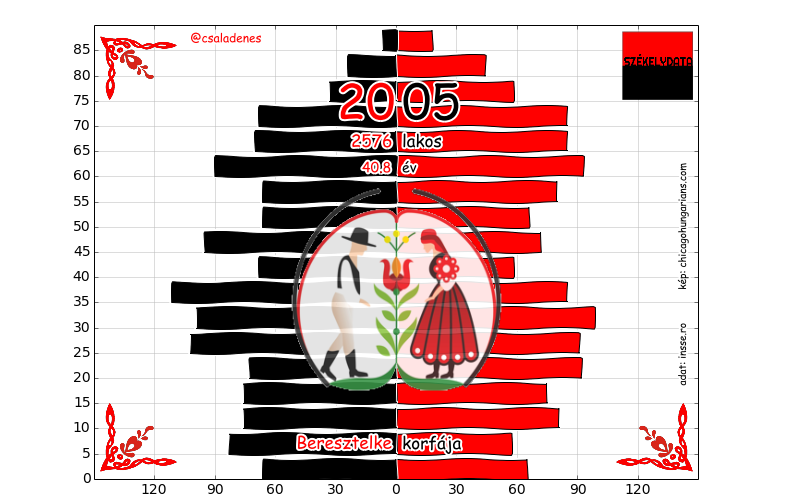 @csaladenes
SZÉKELYDATA
2005
2576 lakos
40.8 év
kép: chicagohungarians.com
adat: insse.ro
Beresztelke korfája
85
80
75
70
65
60
55
50
45
40
35
30
25
20
15
10
5
0
120 90 60 30 0 30 60 90 120